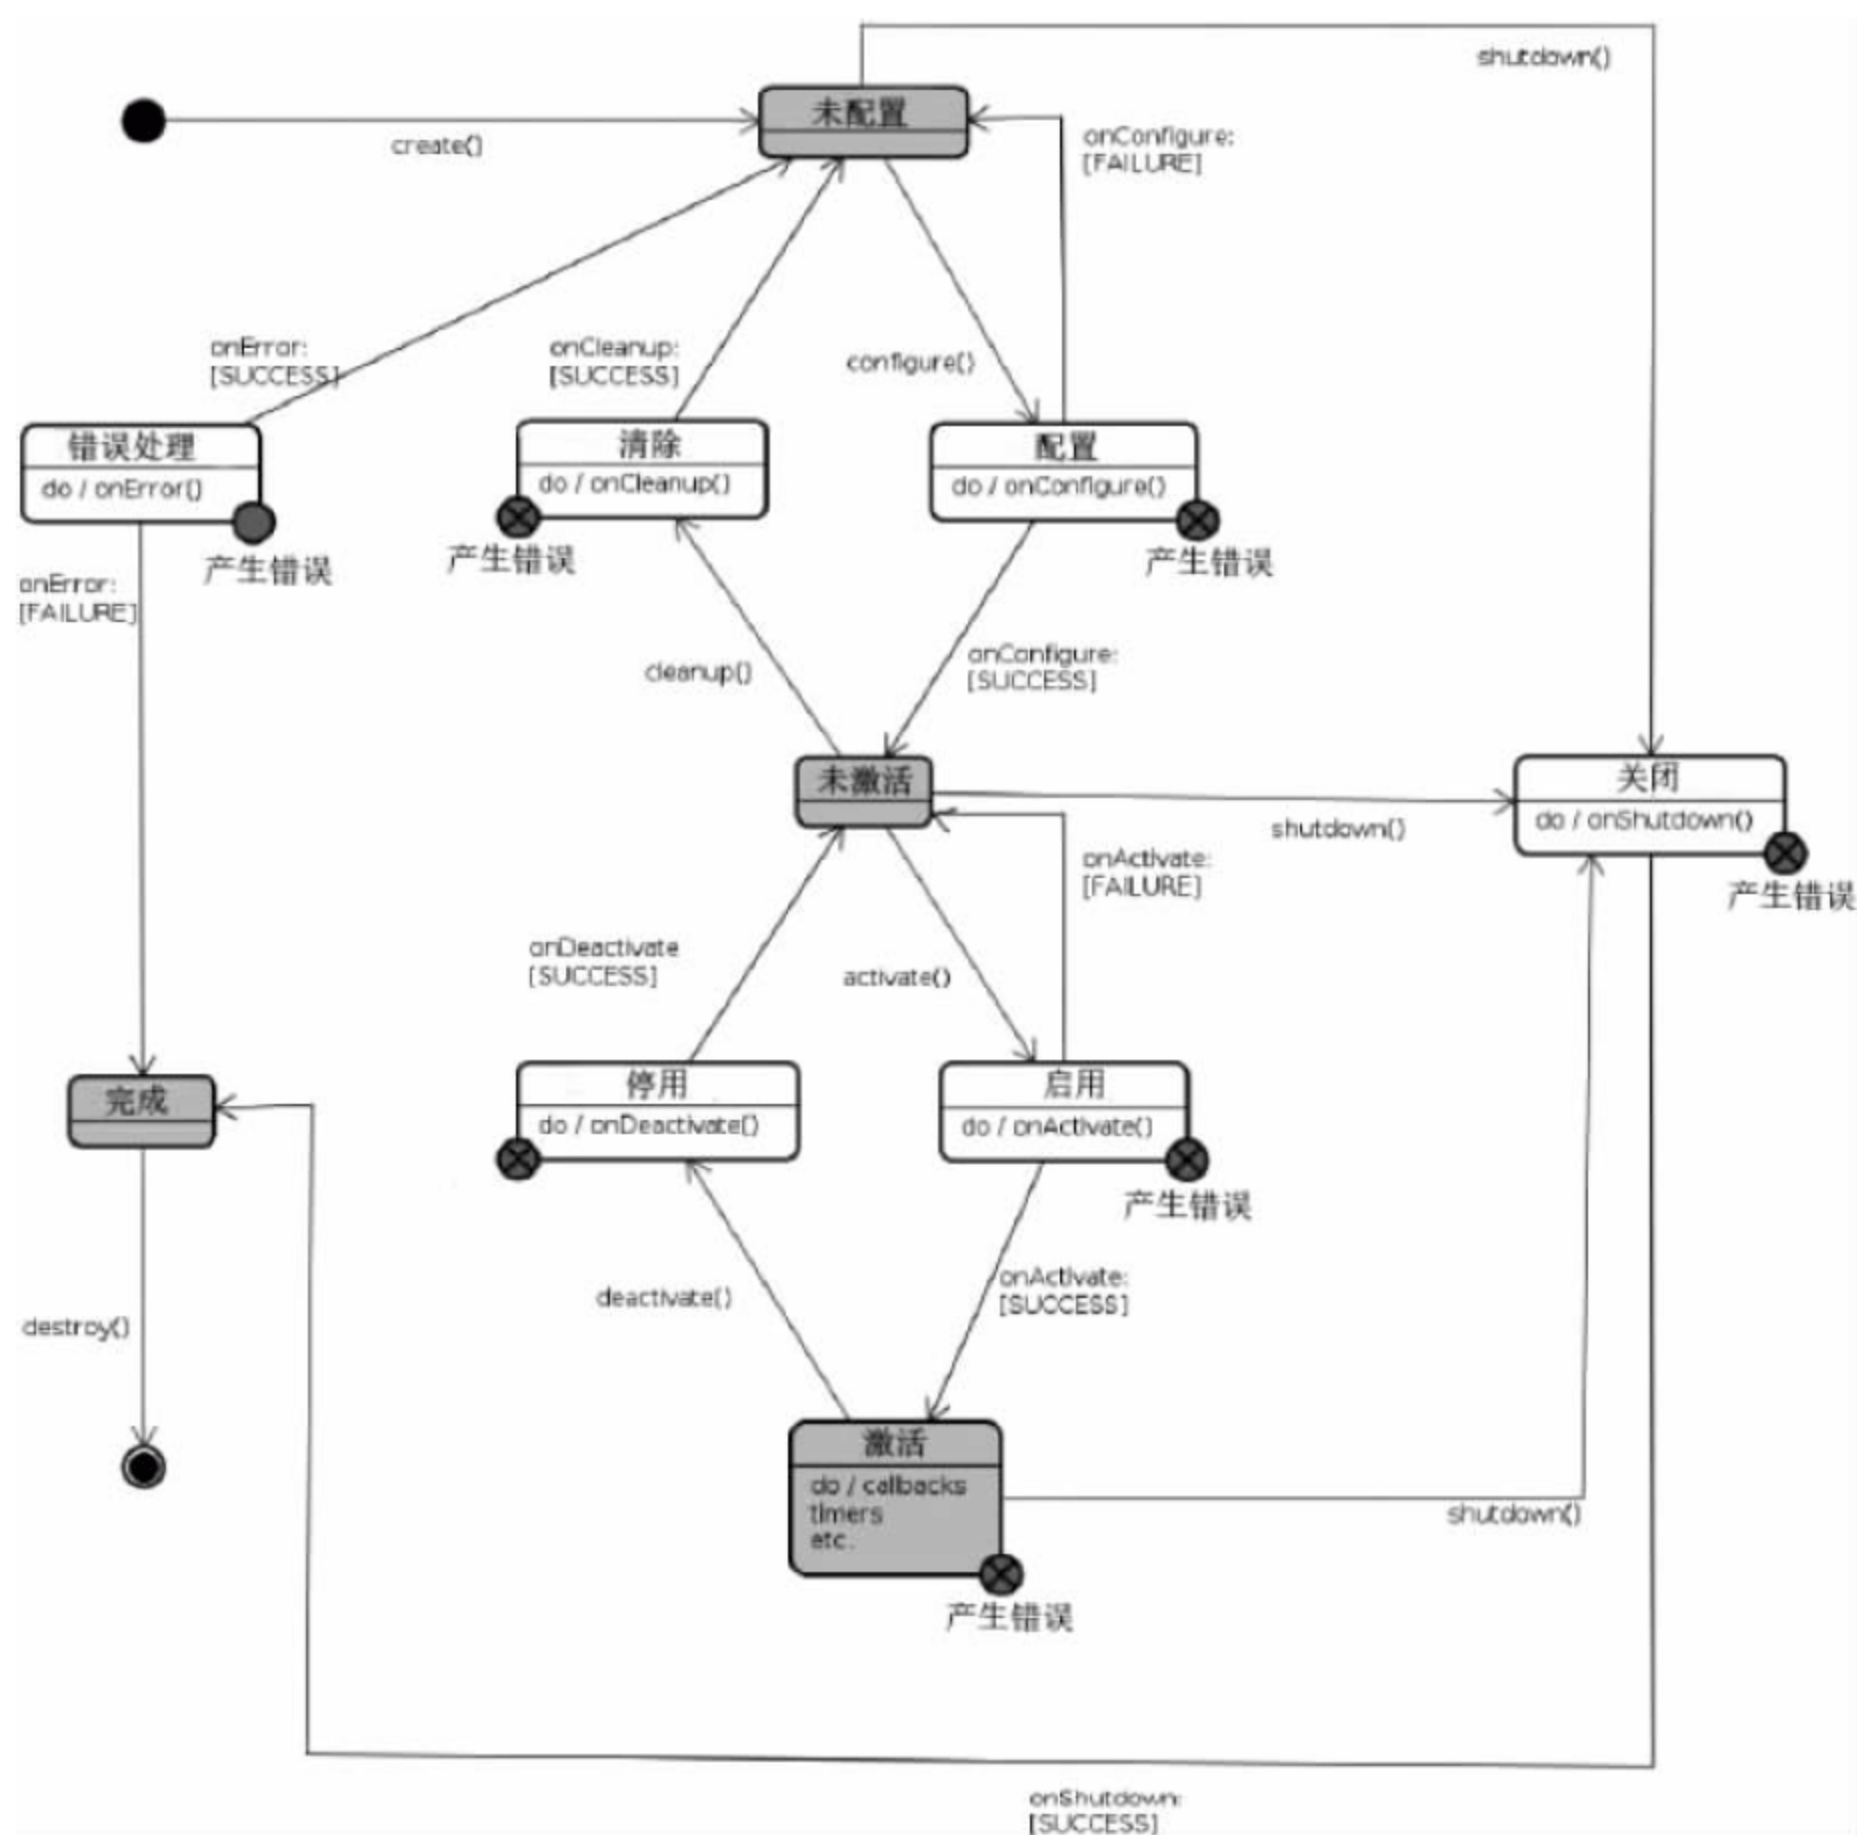 shutdown()
未配置
create()
onConfigure:
[FAILURE]
onError:
[SUCCESS]
onCleanup:
[SUCCESS]
configure()
错误处理
do / onError()
产生错误
清除
do / onCleanup()
产生错误
配置
do / onConfigure()
产生错误
onError:
[FAILURE]
cleanup()
onConfigure:
[SUCCESS]
未激活
shutdown()
关闭
do / onShutdown()
产生错误
onActivate:
[FAILURE]
onDeactivate
[SUCCESS]
activate()
完成
停用
do / onDeactivate()
启用
do / onActivate()
产生错误
deactivate()
onActivate:
[SUCCESS]
destroy()
激活
do / callbacks
timers
etc.
产生错误
shutdown()
onShutdown:
[SUCCESS]